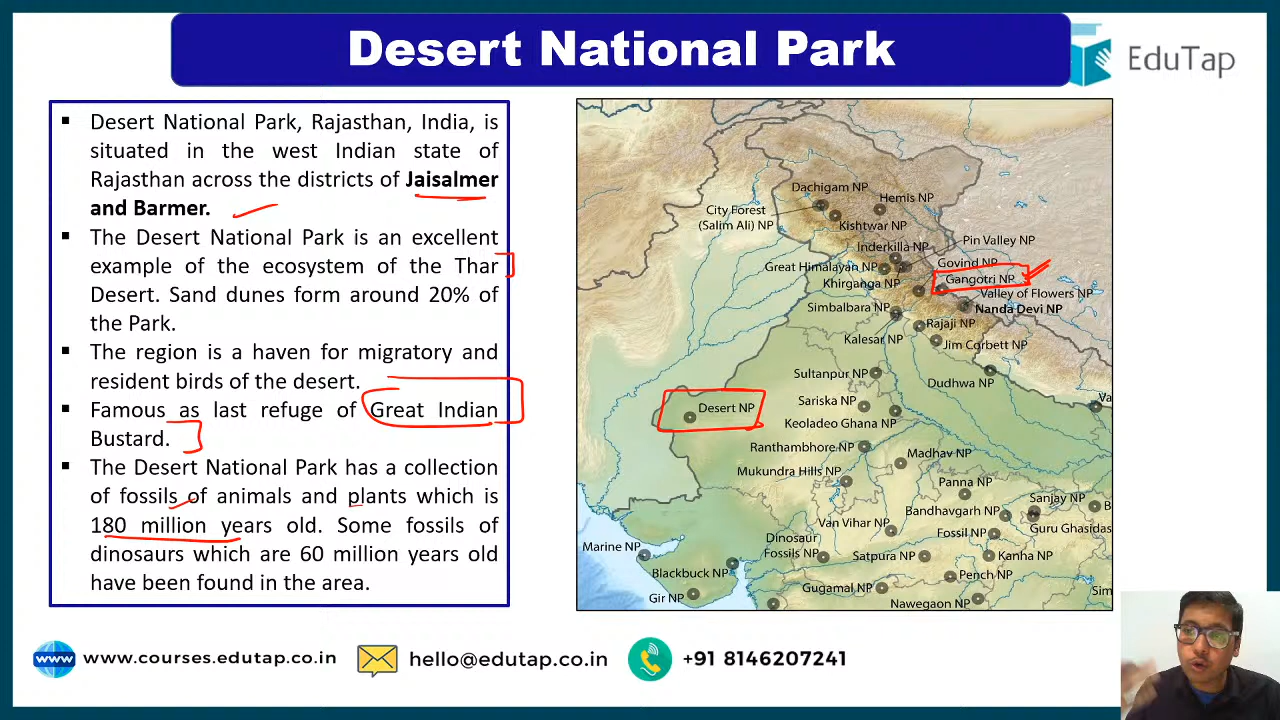 Desert National Park
EduTap
Desert National Park, Rajasthan, India, is
situated in the west Indian state of
Rajasthan across the districts of Jaisalmer
and Barmer.
The Desert National Park is an excellent
example of the ecosystem of the Thar
Desert. Sand dunes form around 20% of
the Park.
The region is a haven for migratory and
resident birds of the desert.
Famous as last refuge of Great Indian
Bustard.
The Desert National Park has a collection
of fossils of animals and plants which is
180 million years old. Some fossils of
dinosaurs which are 60 million years old
have been found in the area.
Dachigam NP
Hemis NP
City Forest
(Salim Ali) NP
Kishtwar NP
Inderkilla NP
Pin Valley NP
Great Himalayan NP
Govind NP
Khirganga NP
Gangotri NP
Valley of Flowers NP
Simbalbara NP
Nanda Devi NP
Rajaji NP
Kalesar NP
Jim Corbett NP
Sultanpur NP
Dudhwa NP
Sariska NP
Desert NP
Va
Keoladeo Ghana NP
Ranthambhore NP
Madhav NP
Mukundra Hills NP
Panna NP
Sanjay NP
Bandhavgarh NP
B
Van Vihar NP
Guru Ghasidas
Dinosaur
Fossils NP
Fossil NP
Marine NP
Satpura NP
Kanha NP
Blackbuck NP
Pench NP
Gir NP
Gugamal NP
Sim
Nawegaon NP
www
www.courses.edutap.co.in
hello@edutap.co.in
+91 8146207241